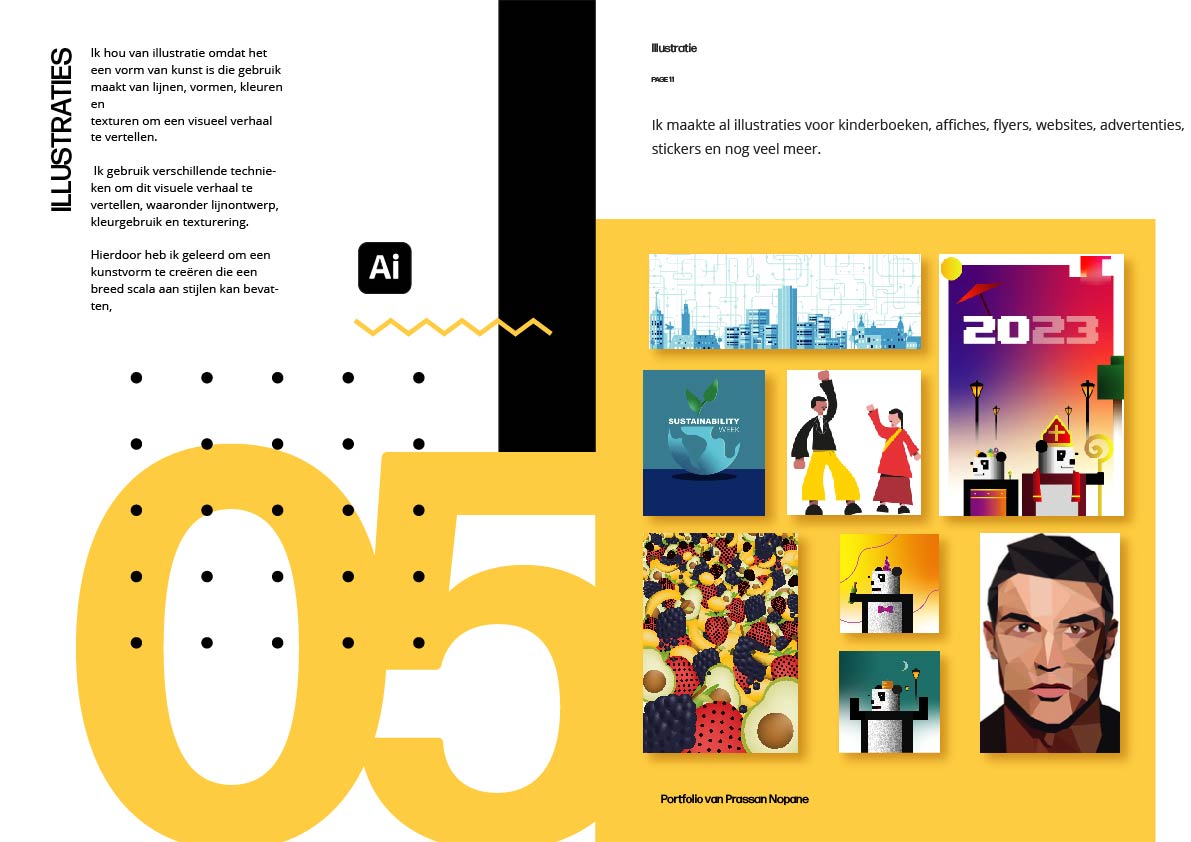 ILLUSTRATIES
Ik hou van illustratie omdat het
een vorm van kunst is die gebruik
maakt van lijnen, vormen, kleuren
en
texturen om een visueel verhaal
te vertellen.
Ik gebruik verschillende technie-
ken om dit visuele verhaal te
vertellen, waaronder lijnontwerp,
kleurgebruik en texturering.
Hierdoor heb ik geleerd om een
kunstvorm te creëren die een
breed scala aan stijlen kan bevat-
ten,
Ai
05
Illustratie
PAGE 11
Ik maakte al illustraties voor kinderboeken, affiches, flyers, websites, advertenties,
stickers en nog veel meer.
2023
SUSTAINABILITY
WEEK
Portfolio van Prassan Nopane